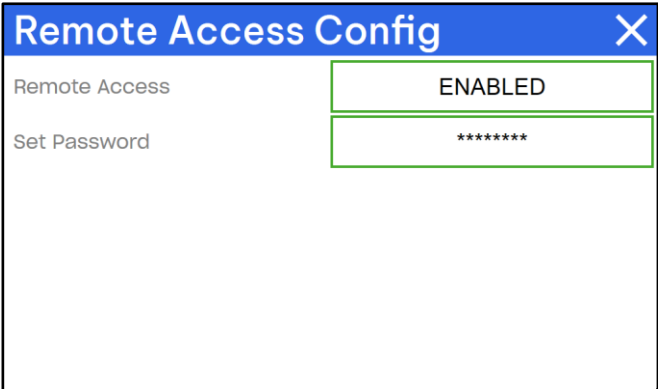 Remote Access Config
Remote Access ENABLED
Set Password ********